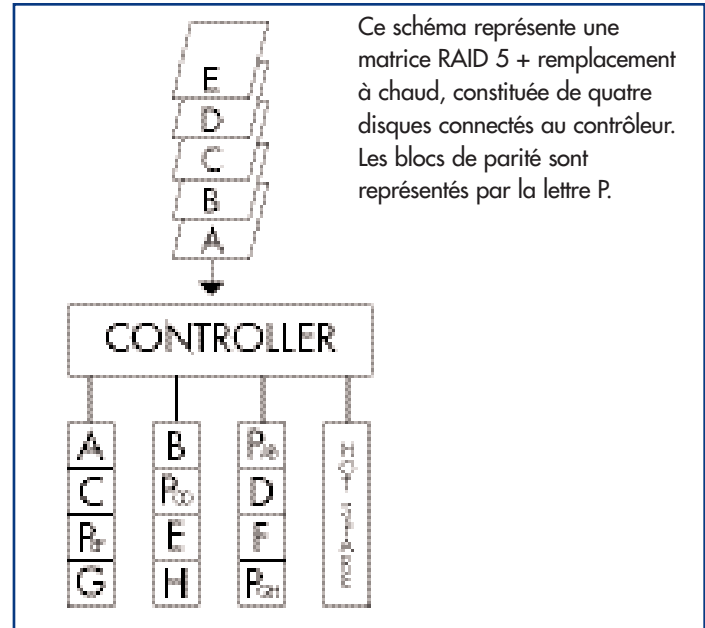 Ce schéma représente une
matrice RAID 5 + remplacement
à chaud, constituée de quatre
disques connectés au contrôleur.
Les blocs de parité sont
représentés par la lettre P.
E
D
C
B
A
CONTROLLER
A B P
C P D
P E F
G H PGH